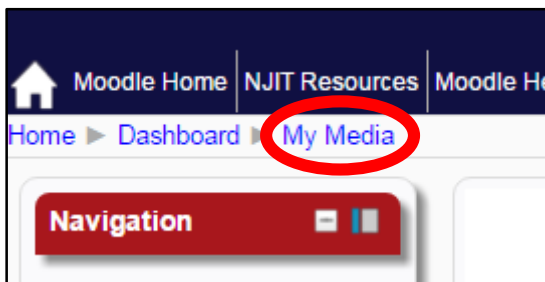 Moodle Home NJIT Resources Moodle He
Home ► Dashboard ► My Media
Navigation